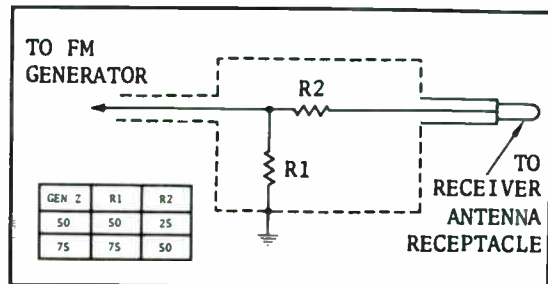 TO FM
GENERATOR
R2
R1
TO
RECEIVER
ANTENNA
RECEPTACLE
GEN Z R1 R2
50 50 25
75 75 50